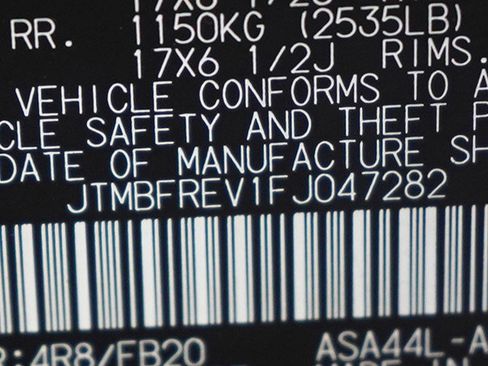 RR. 1150KG (2535LB)
17X6 1/2J RIMS.
VEHICLE CONFORMS TO A
CLE SAFETY AND THEFT P
DATE OF MANUFACTURE SH
JTMBFREV1FJ047282
R:4R8/FB20 ASA44L-A